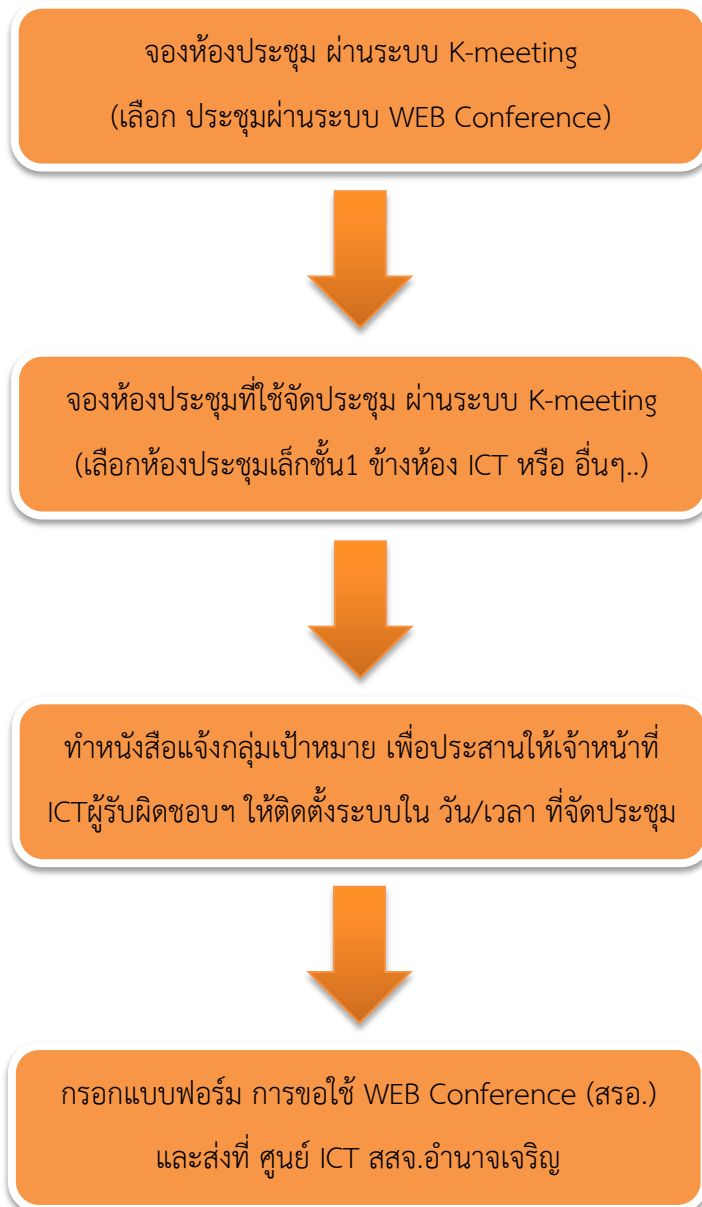 จองห้องประชุม ผ่านระบบ K-meeting
(เลือก ประชุมผ่านระบบ WEB Conference)
จองห้องประชุมที่ใช้จัดประชุม ผ่านระบบ K-meeting
(เลือกห้องประชุมเล็กชั้น1 ข้างห้อง ICT หรือ อื่นๆ..)
ทำหนังสือแจ้งกลุ่มเป้าหมาย เพื่อประสานให้เจ้าหน้าที่
ICTผู้รับผิดชอบฯ ให้ติดตั้งระบบใน วัน/เวลา ที่จัดประชุม
กรอกแบบฟอร์ม การขอใช้ WEB Conference (สรอ.)
และส่งที่ ศูนย์ ICT สสจ.อำนาจเจริญ